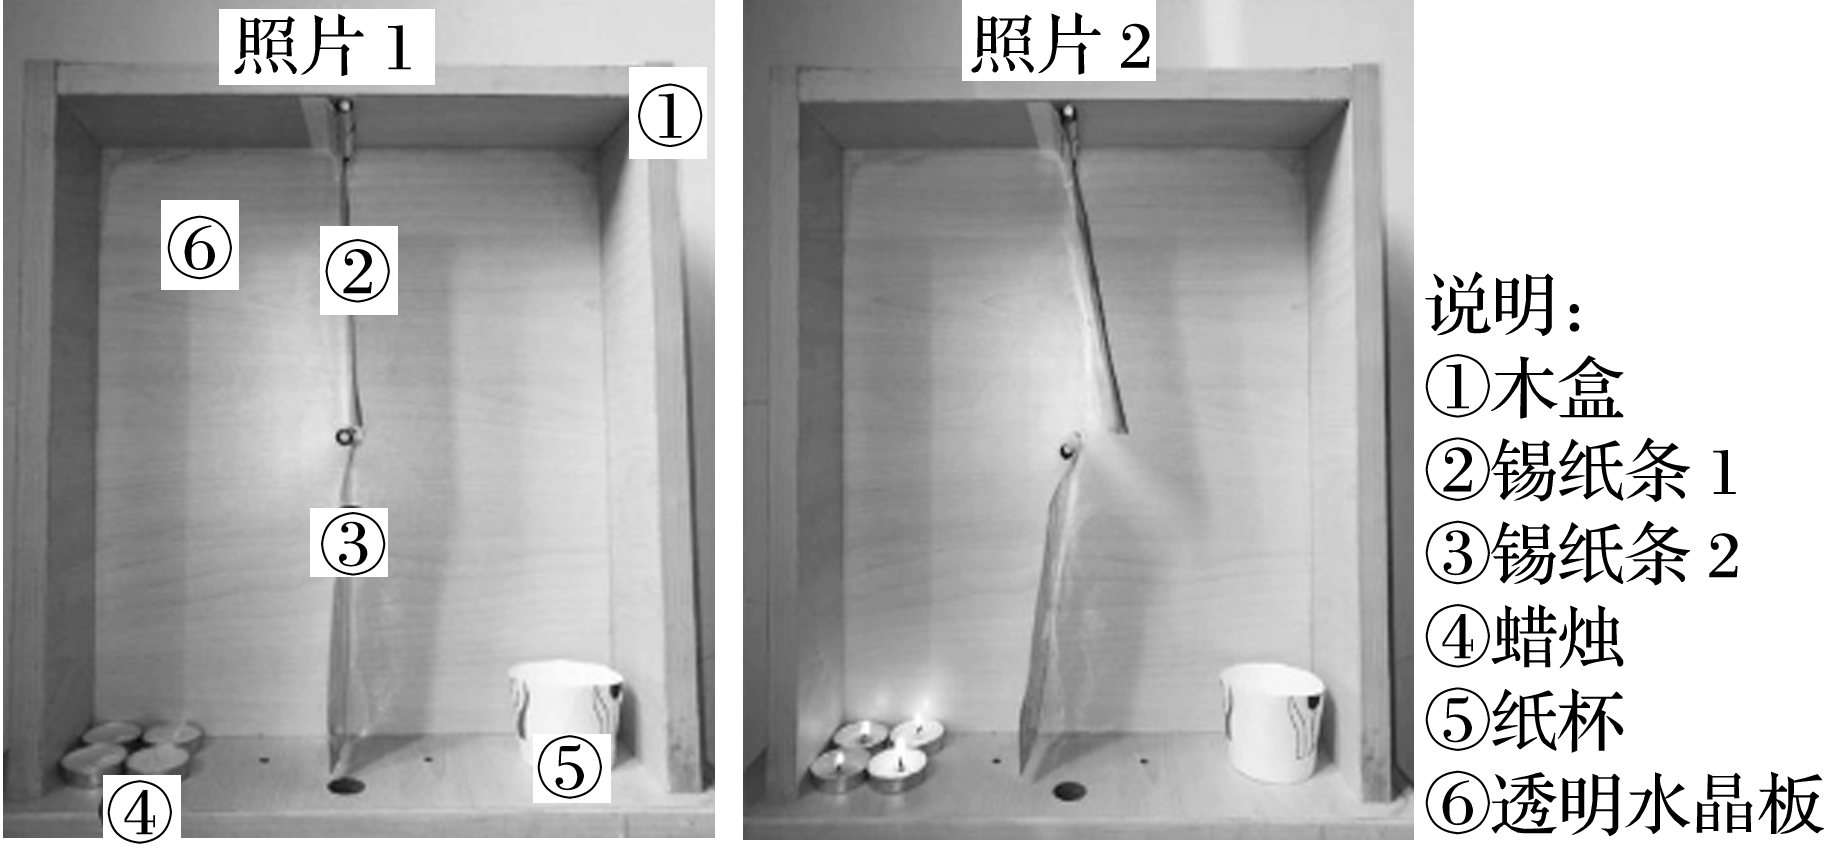 照片 1
照片 2
①
⑥
②
③
⑤
④
说明：
①木盒
②锡纸条 1
③锡纸条 2
④蜡烛
⑤纸杯
⑥透明水晶板